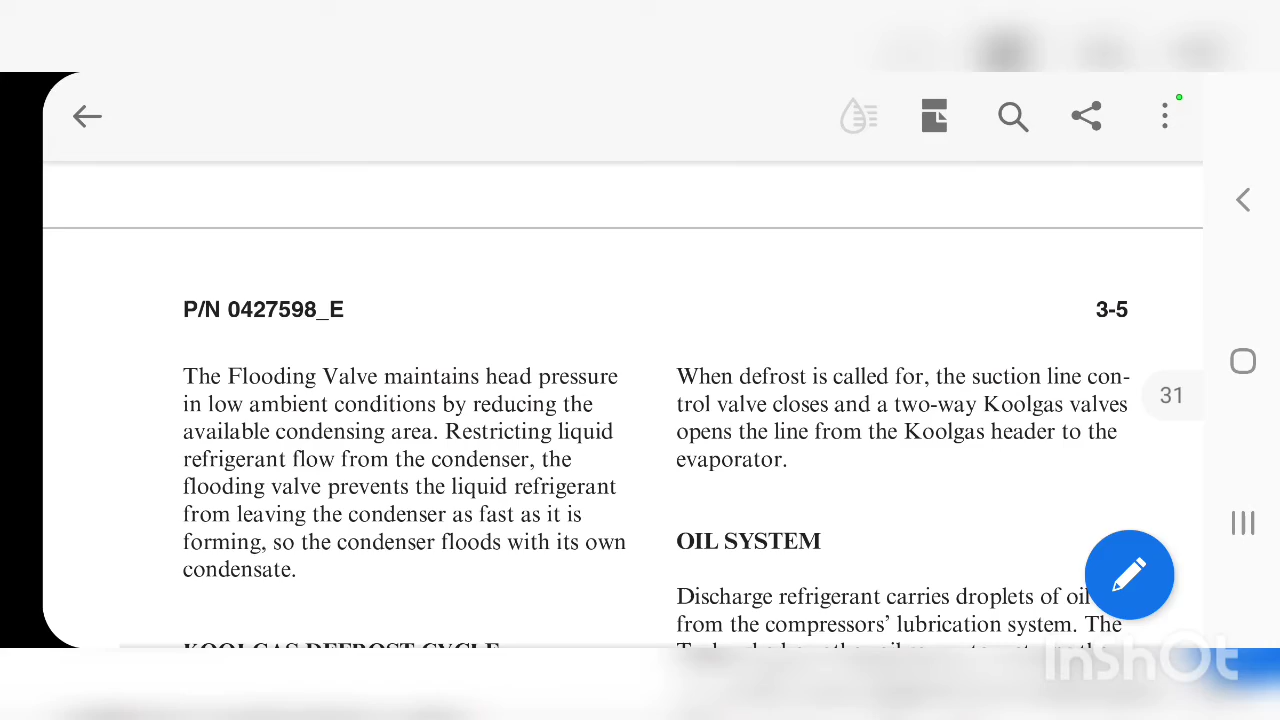 P/N 0427598_E
3-5
The Flooding Valve maintains head pressure
in low ambient conditions by reducing the
available condensing area. Restricting liquid
refrigerant flow from the condenser, the
flooding valve prevents the liquid refrigerant
from leaving the condenser as fast as it is
forming, so the condenser floods with its own
condensate.
KOOLGAS DEFROST CYCLE
When defrost is called for, the suction line con-
trol valve closes and a two-way Koolgas valves
opens the line from the Koolgas header to the
evaporator.
OIL SYSTEM
Discharge refrigerant carries droplets of oil
from the compressors’ lubrication system. The
31
InshOt